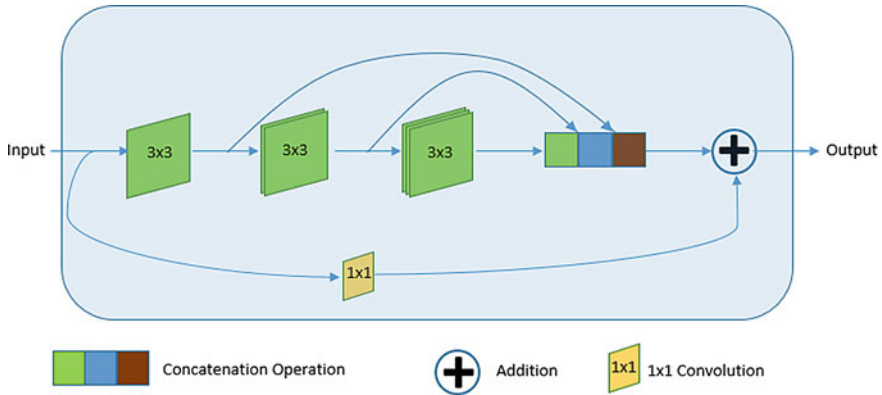 Input
3x3
3x3
3x3
Output
1x1
Concatenation Operation
Addition
1x1
1x1 Convolution